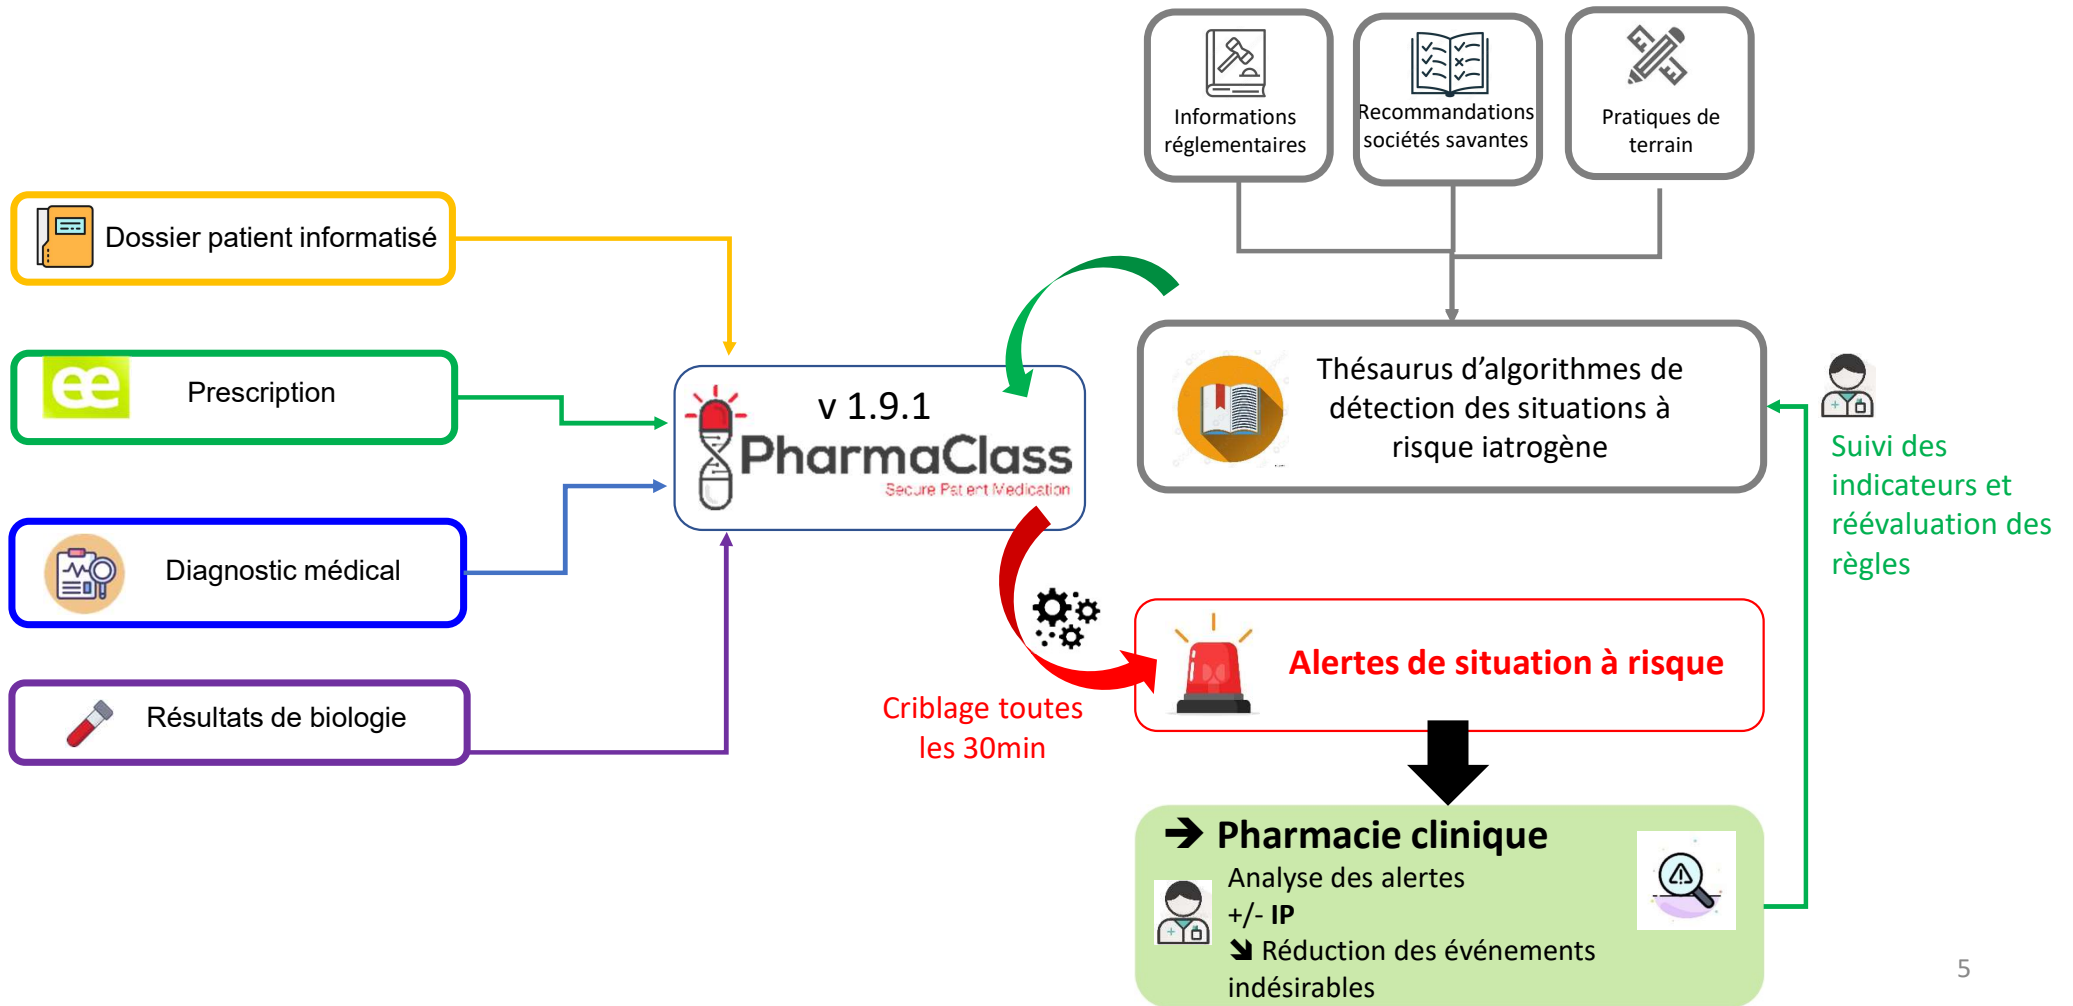 Informations
réglementaires
Recommandations
sociétés savantes
Pratiques de
terrain
Dossier patient informatisé
ee
Prescription
Diagnostic médical
Résultats de biologie
v 1.9.1
PharmaClass
Secure Patient Medication
Thésaurus d'algorithmes de
détection des situations à
risque iatrogène
Suivi des
indicateurs et
réévaluation des
règles
Criblage toutes
les 30min
Alertes de situation à risque
➔ Pharmacie clinique
Analyse des alertes
+/- IP
➘ Réduction des événements
indésirables
5